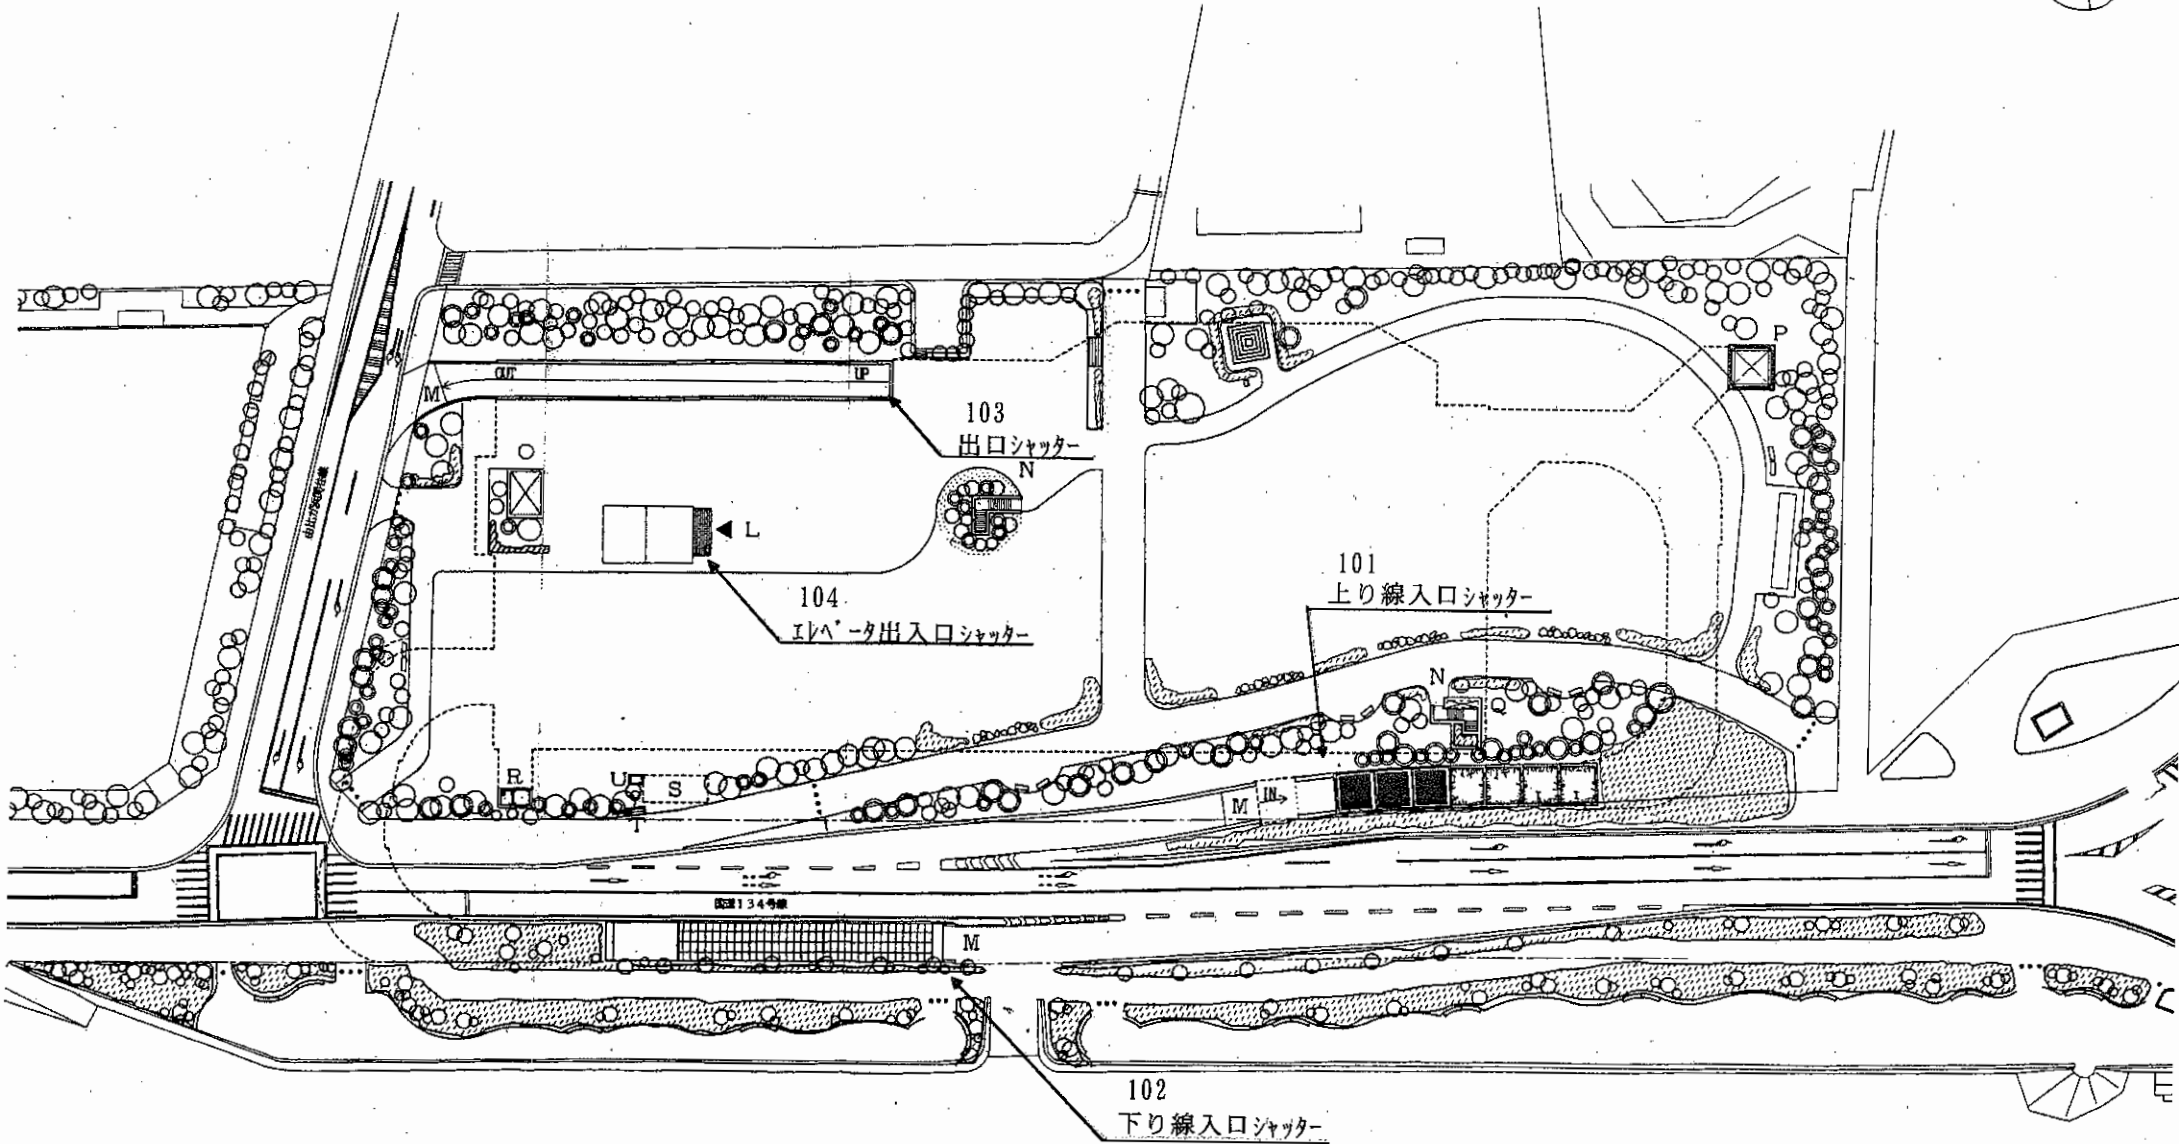 P
OUT
UP
M
103
出口シャッター
N
L
104
エレベータ出入口シャッター
101
上り線入口シャッター
N
R
U
S
T
M
IN
国道134号線
M
102
下り線入口シャッター